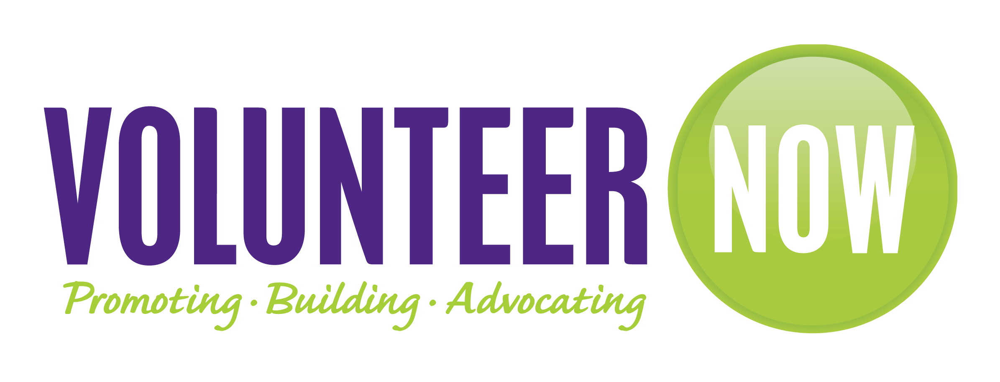 VOLUNTEER NOW
Promoting · Building · Advocating